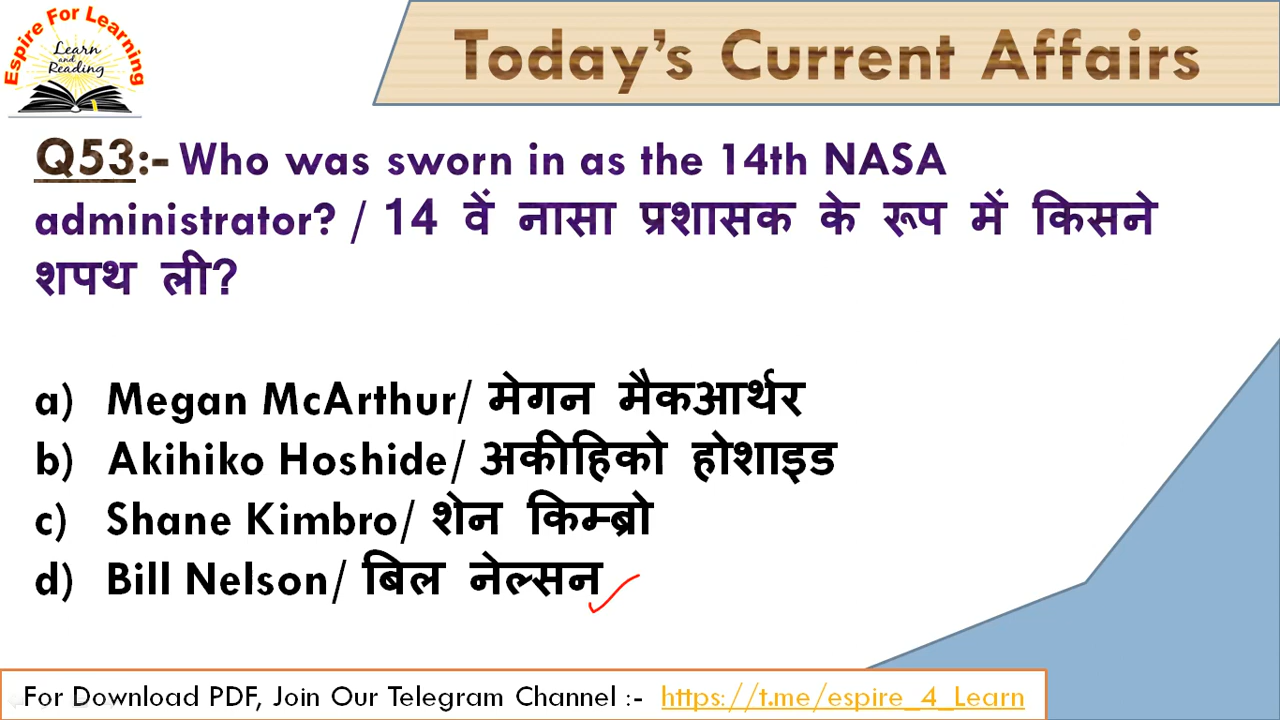 Espire For Learning
Learn
and
Reading
Today's Current Affairs
Q53:- Who was sworn in as the 14th NASA
administrator? / 14 वें नासा प्रशासक के रूप में किसने
शपथ ली?
a) Megan McArthur/ मेगन मैकआर्थर
b) Akihiko Hoshide/ अकीहिको होशाइड
c) Shane Kimbro/ शेन किम्ब्रो
d) Bill Nelson/ बिल नेल्सन
For Download PDF, Join Our Telegram Channel :- https://t.me/espire_4_Learn